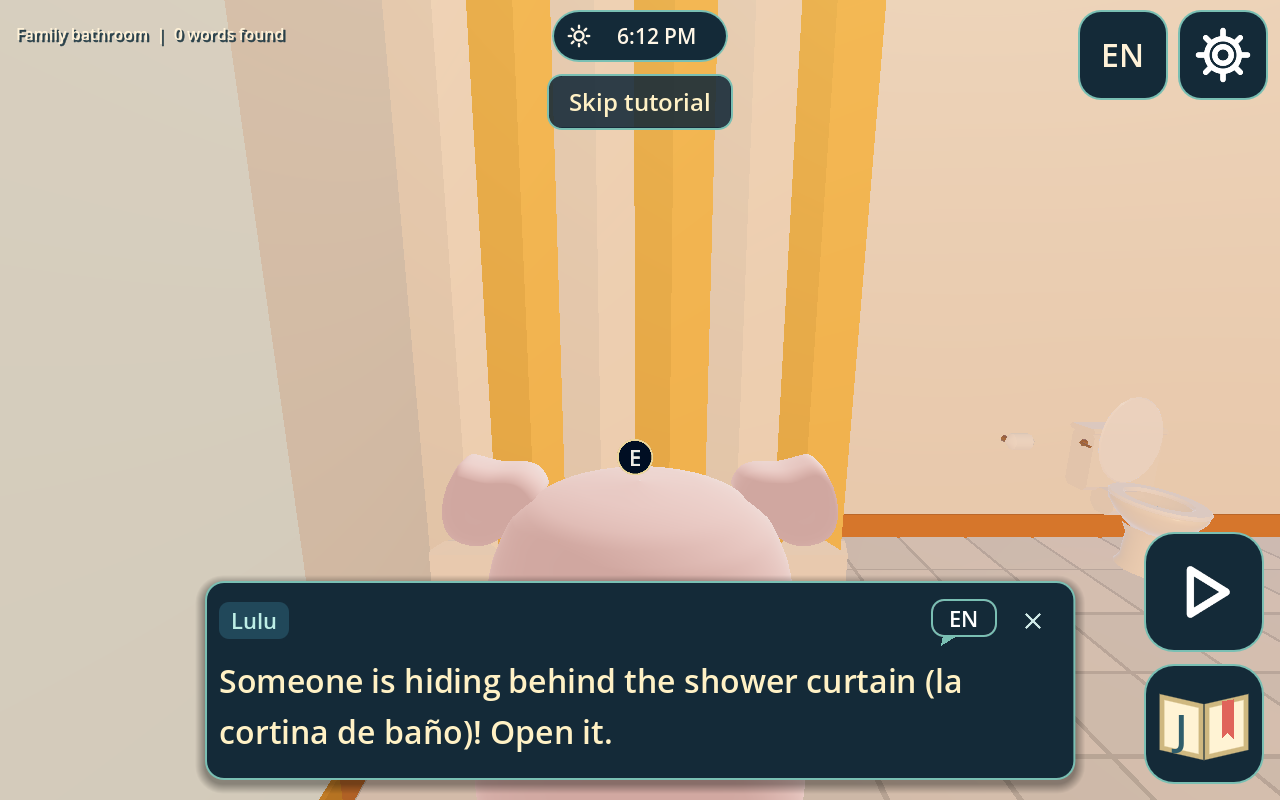 Family bathroom | 0 words found
6:12 PM
Skip tutorial
EN
E
Lulu
EN
Someone is hiding behind the shower curtain (la
cortina de baño)! Open it.
J